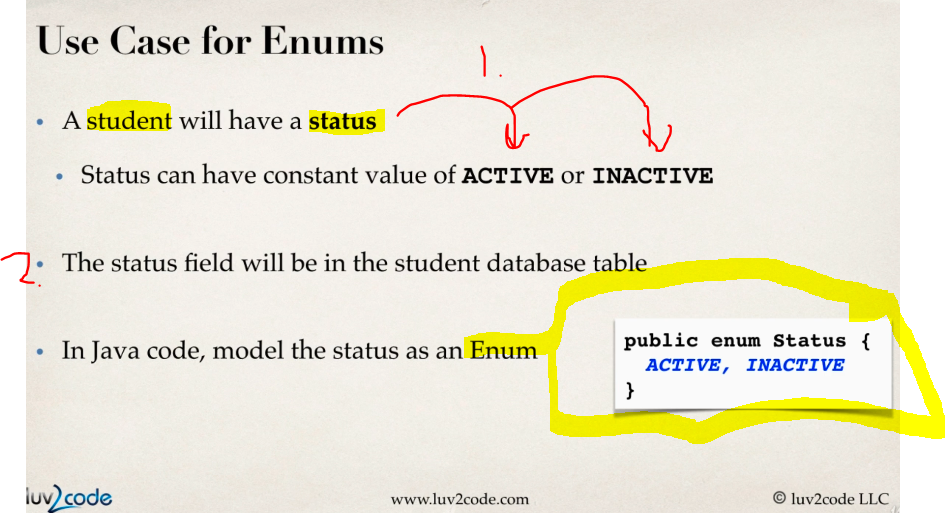 Use Case for Enums
1.
• A student will have a status
• Status can have constant value of ACTIVE or INACTIVE
2.
• The status field will be in the student database table
• In Java code, model the status as an Enum
public enum Status {
ACTIVE, INACTIVE
}
luv2code
www.luv2code.com
© luv2code LLC